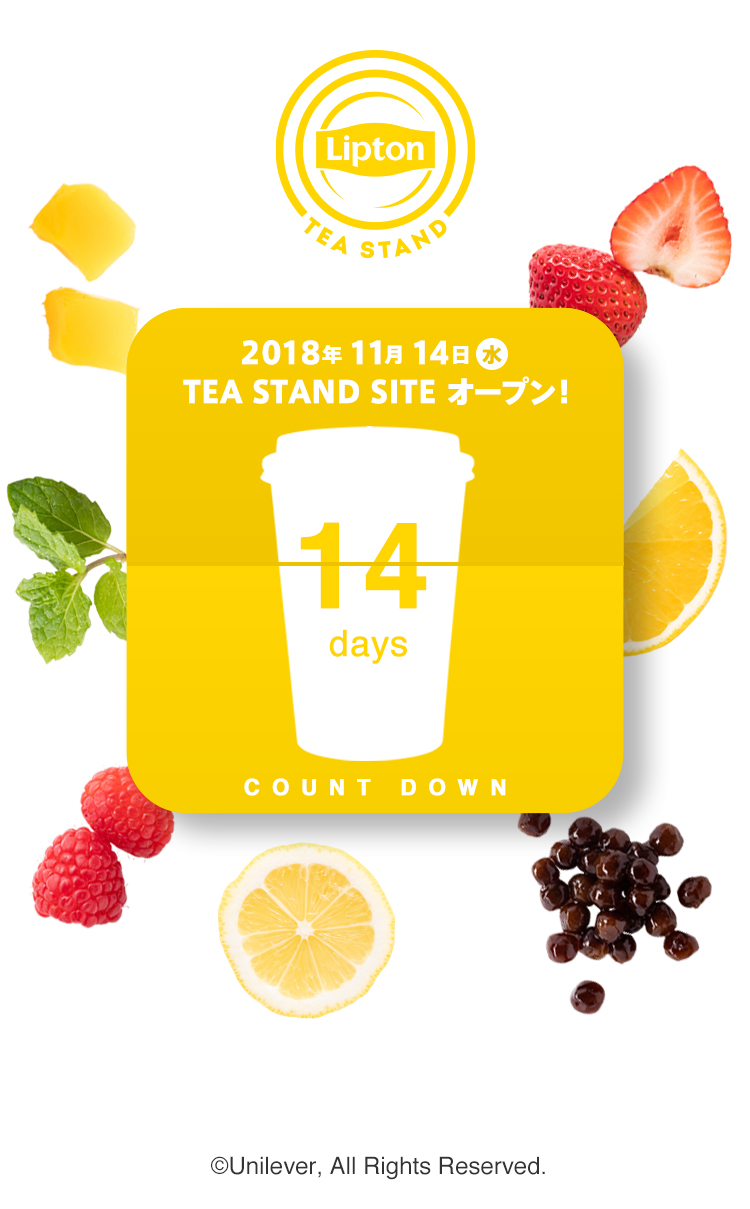 Lipton
TEA STAND
2018年 11月 14日 水
TEA STAND SITE オープン!
14
days
COUNT DOWN
©Unilever, All Rights Reserved.